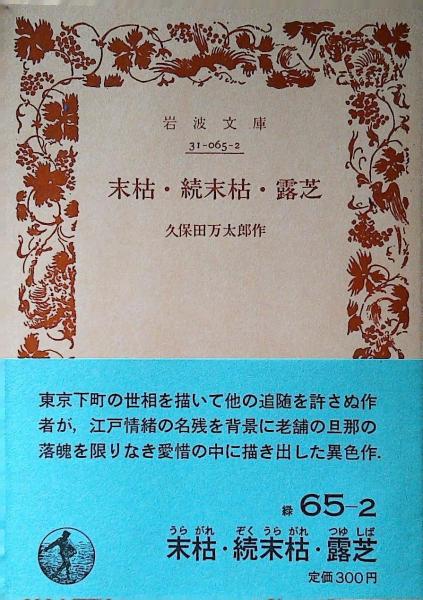 岩波文庫
31-065-2
末枯・続末枯・露芝
久保田万太郎作
東京下町の世相を描いて他の追随を許さぬ作
者が，江戸情緒の名残を背景に老舗の旦那の
落魄を限りなき愛惜の中に描き出した異色作.
緑 65-2
うら がれ ぞく うら がれ つゆ しば
末枯・続末枯・露芝
定価300円